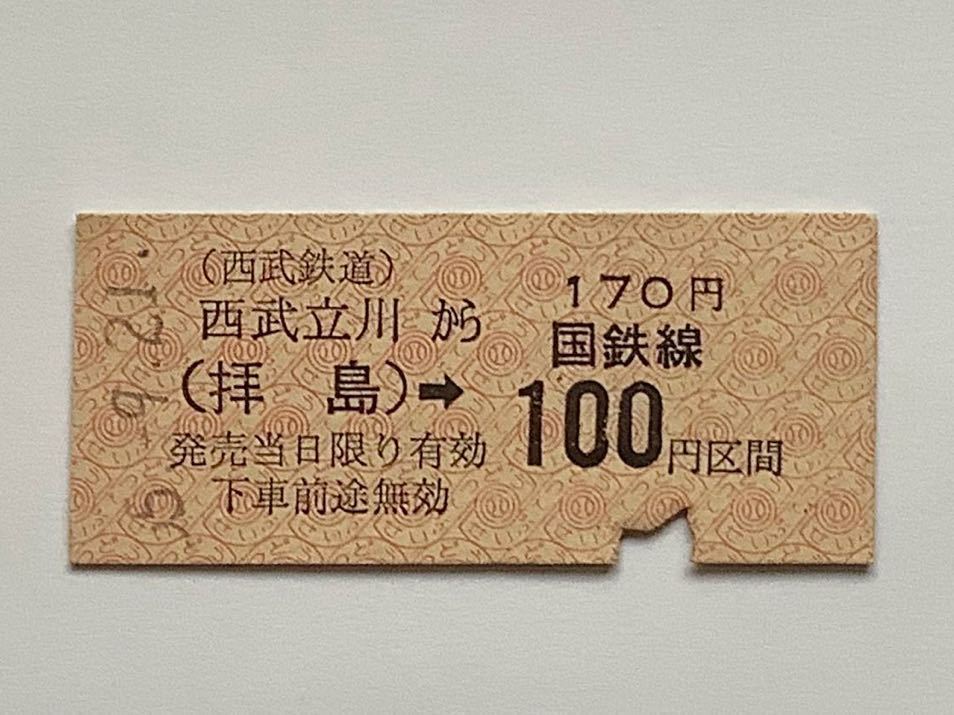 (西武鉄道)
西武立川 から
(拝 島)➡
発売当日限り有効
下車前途無効
170円
国鉄線
100円区間
9.21.